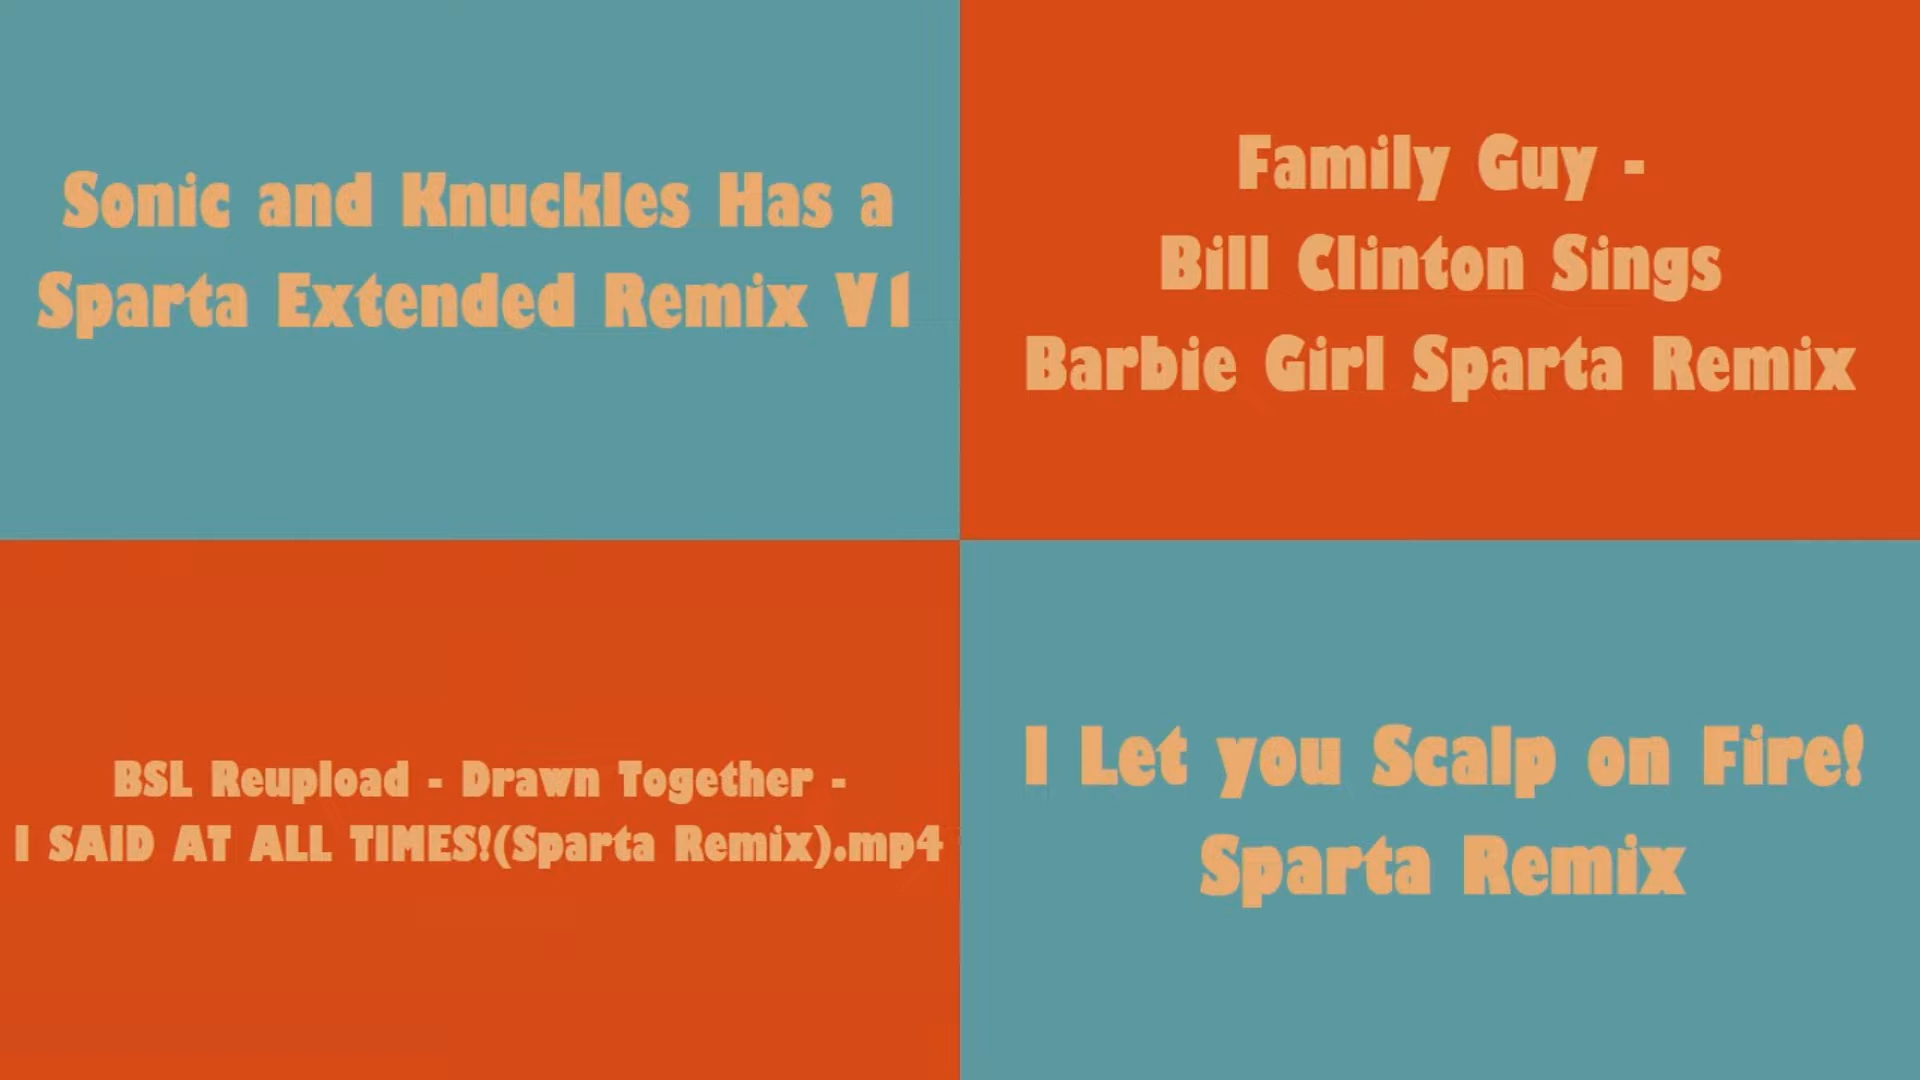 Sonic and Knuckles Has a
Sparta Extended Remix V1
Family Guy -
Bill Clinton Sings
Barbie Girl Sparta Remix
BSL Reupload - Drawn Together -
I SAID AT ALL TIMES!(Sparta Remix).mp4
I Let you Scalp on Fire!
Sparta Remix